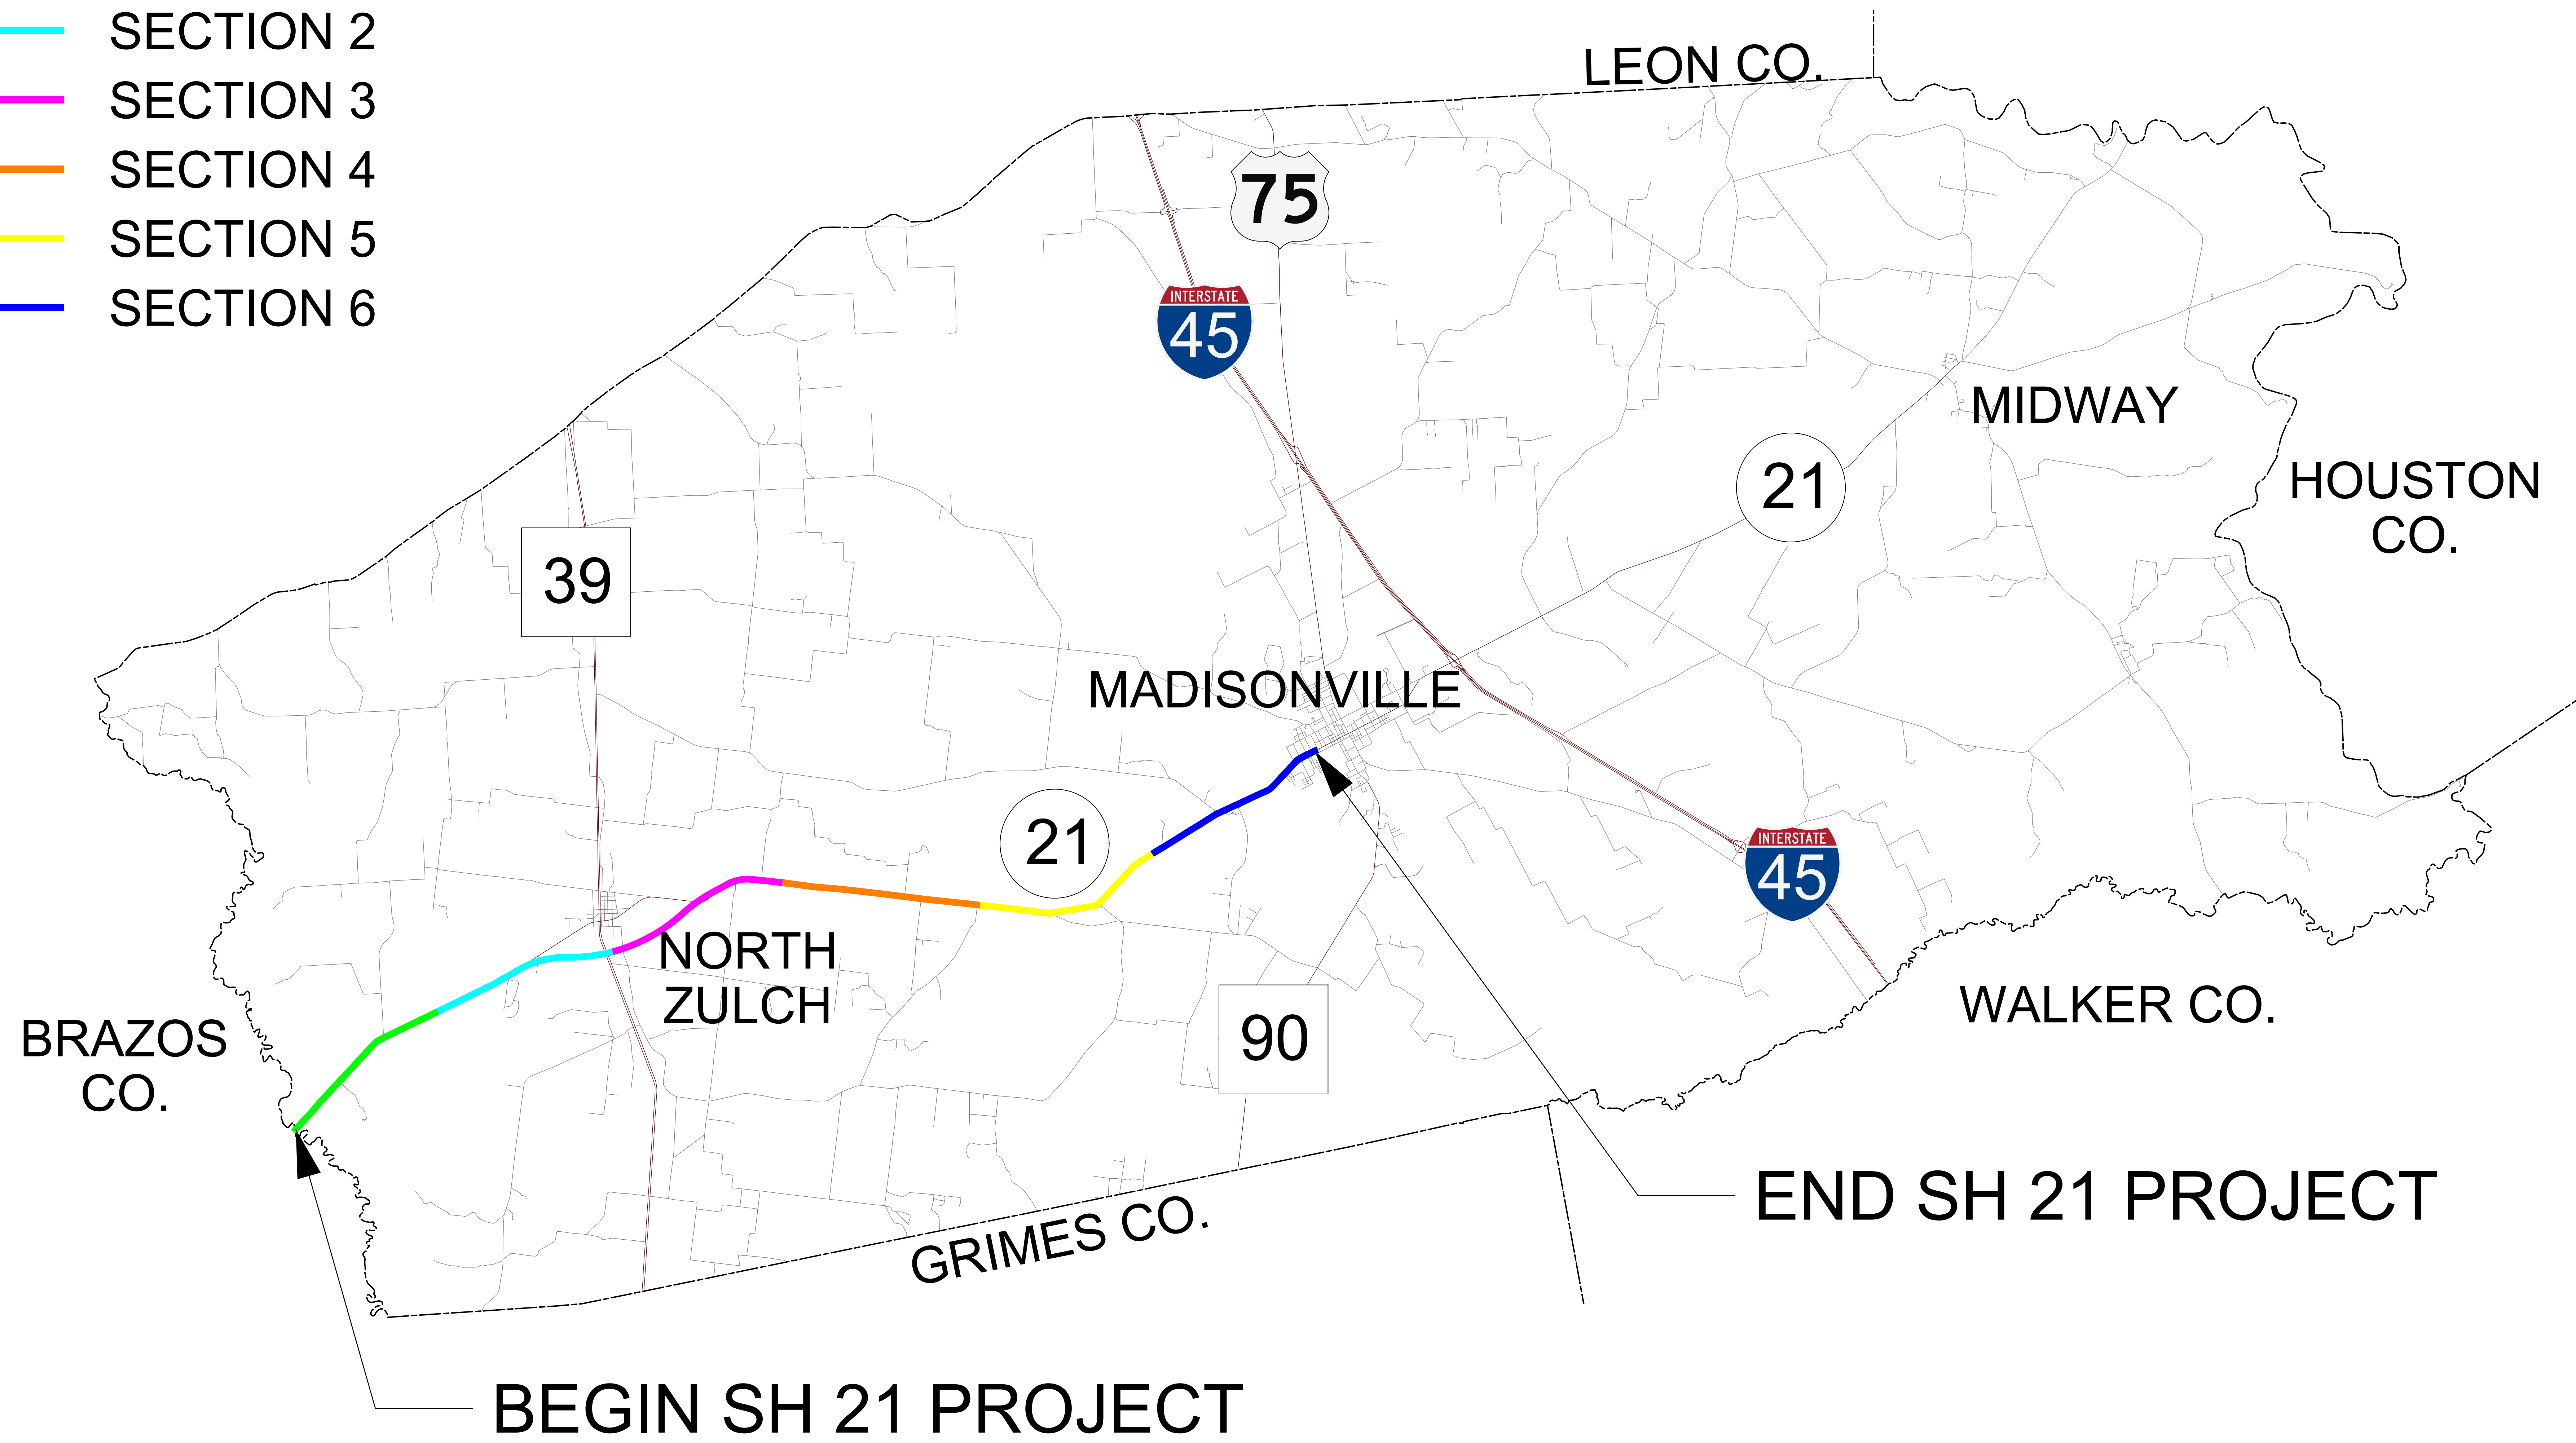 SECTION 2
SECTION 3
SECTION 4
SECTION 5
SECTION 6
LEON CO.
75
INTERSTATE
45
MIDWAY
21
HOUSTON
CO.
39
MADISONVILLE
21
INTERSTATE
45
NORTH
ZULCH
90
WALKER CO.
BRAZOS
CO.
END SH 21 PROJECT
GRIMES CO.
BEGIN SH 21 PROJECT